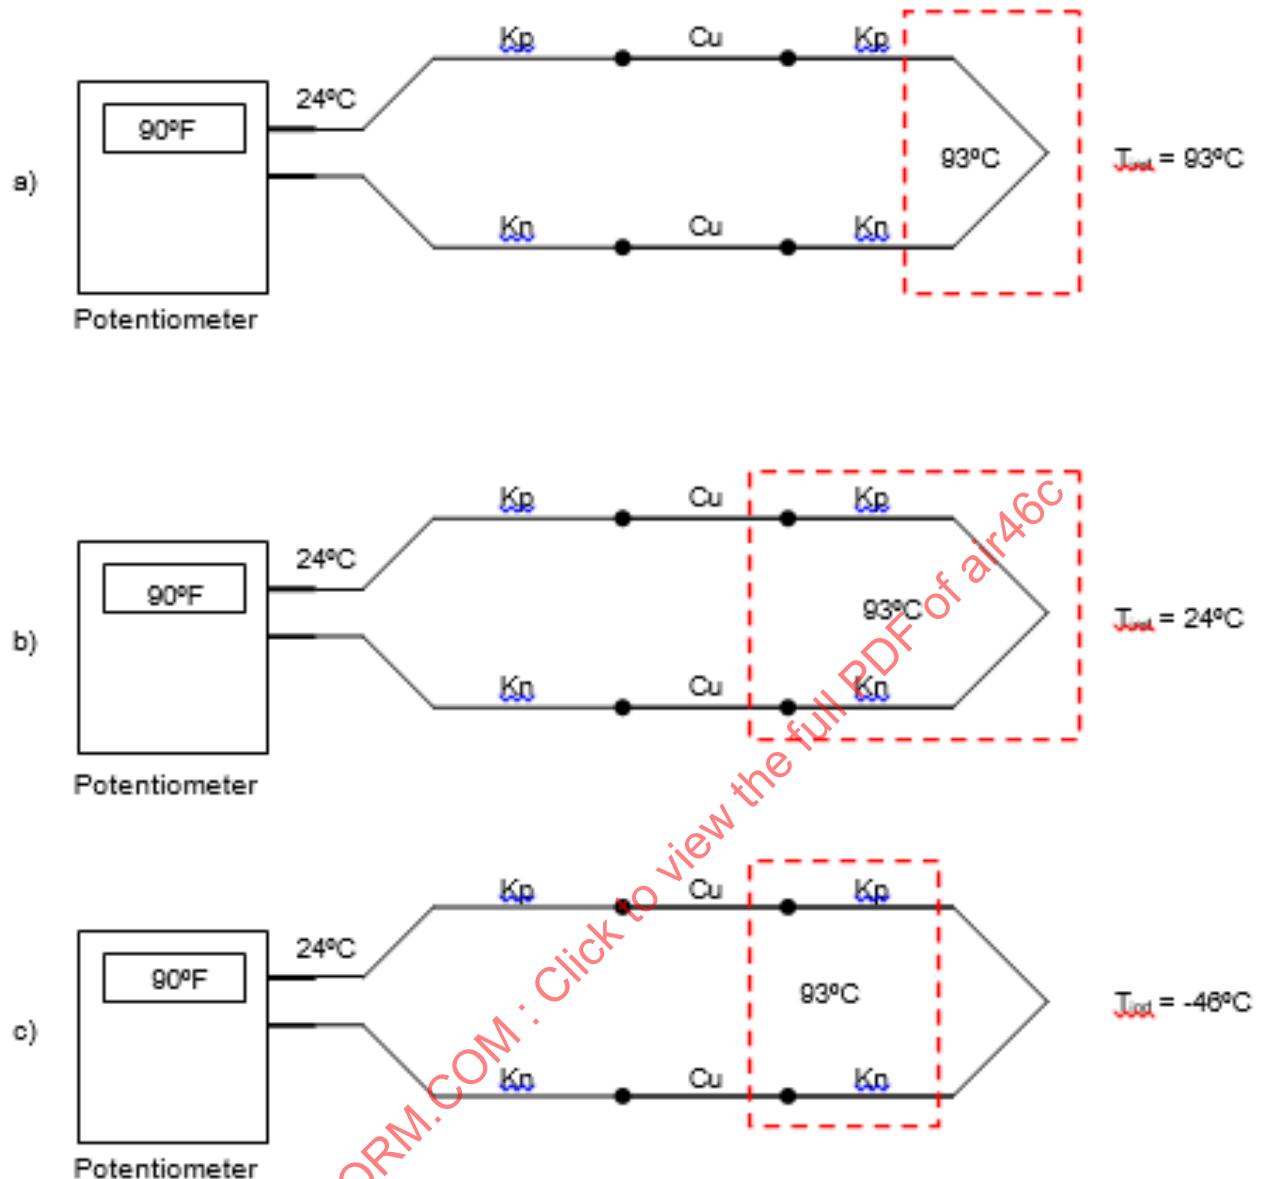 Kp Cu Kp
24ºC
90ºF
93ºC
T = 93ºC
a)
Kn Cu Kn
Potentiometer
Kp Cu Kp
24ºC
90ºF
93ºC
T = 24ºC
b)
Kn Cu Kn
Potentiometer
Kp Cu Kp
24ºC
90ºF
93ºC
Tind = -46ºC
c)
Kn Cu Kn
Potentiometer
ORM.COM : Click to view the full PDF of air46c